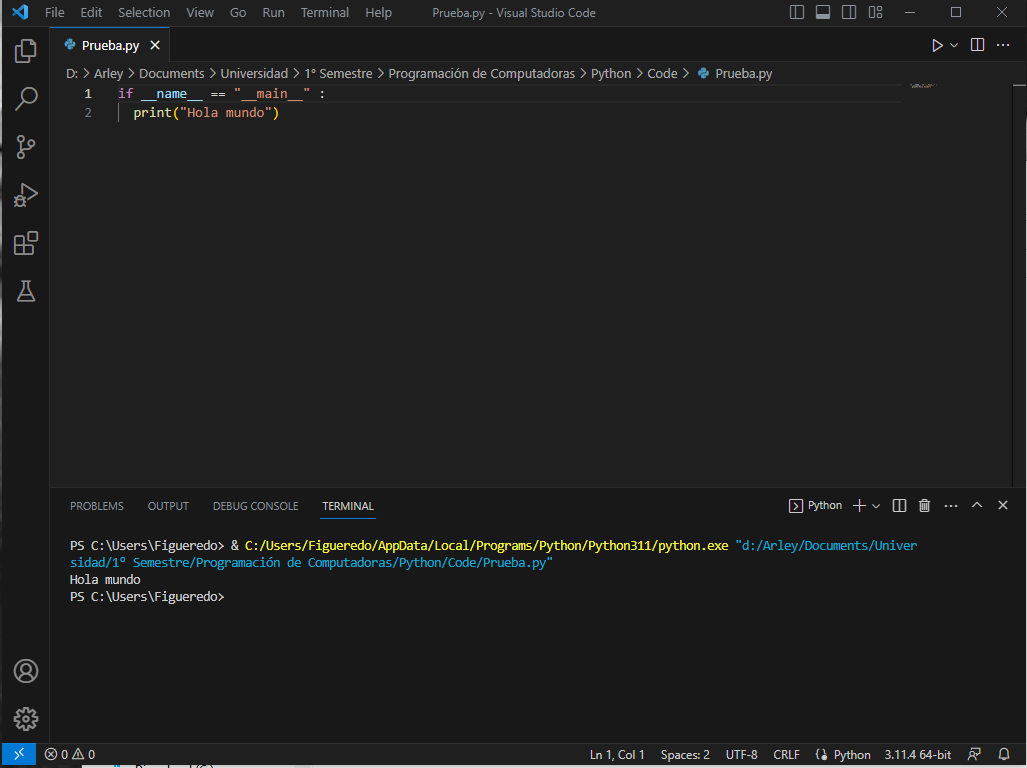 File Edit Selection View Go Run Terminal Help Prueba.py - Visual Studio Code
Prueba.py
D: > Arley > Documents > Universidad > 1° Semestre > Programación de Computadoras > Python > Code > Prueba.py
1 if __name__ == "__main__" :
2 print("Hola mundo")
PROBLEMS OUTPUT DEBUG CONSOLE TERMINAL Python
PS C:\Users\Figueredo> & C:/Users/Figueredo/AppData/Local/Programs/Python/Python311/python.exe "d:/Arley/Documents/Univer
sidad/1° Semestre/Programación de Computadoras/Python/Code/Prueba.py"
Hola mundo
PS C:\Users\Figueredo>
0 0 Ln 1, Col 1 Spaces: 2 UTF-8 CRLF Python 3.11.4 64-bit